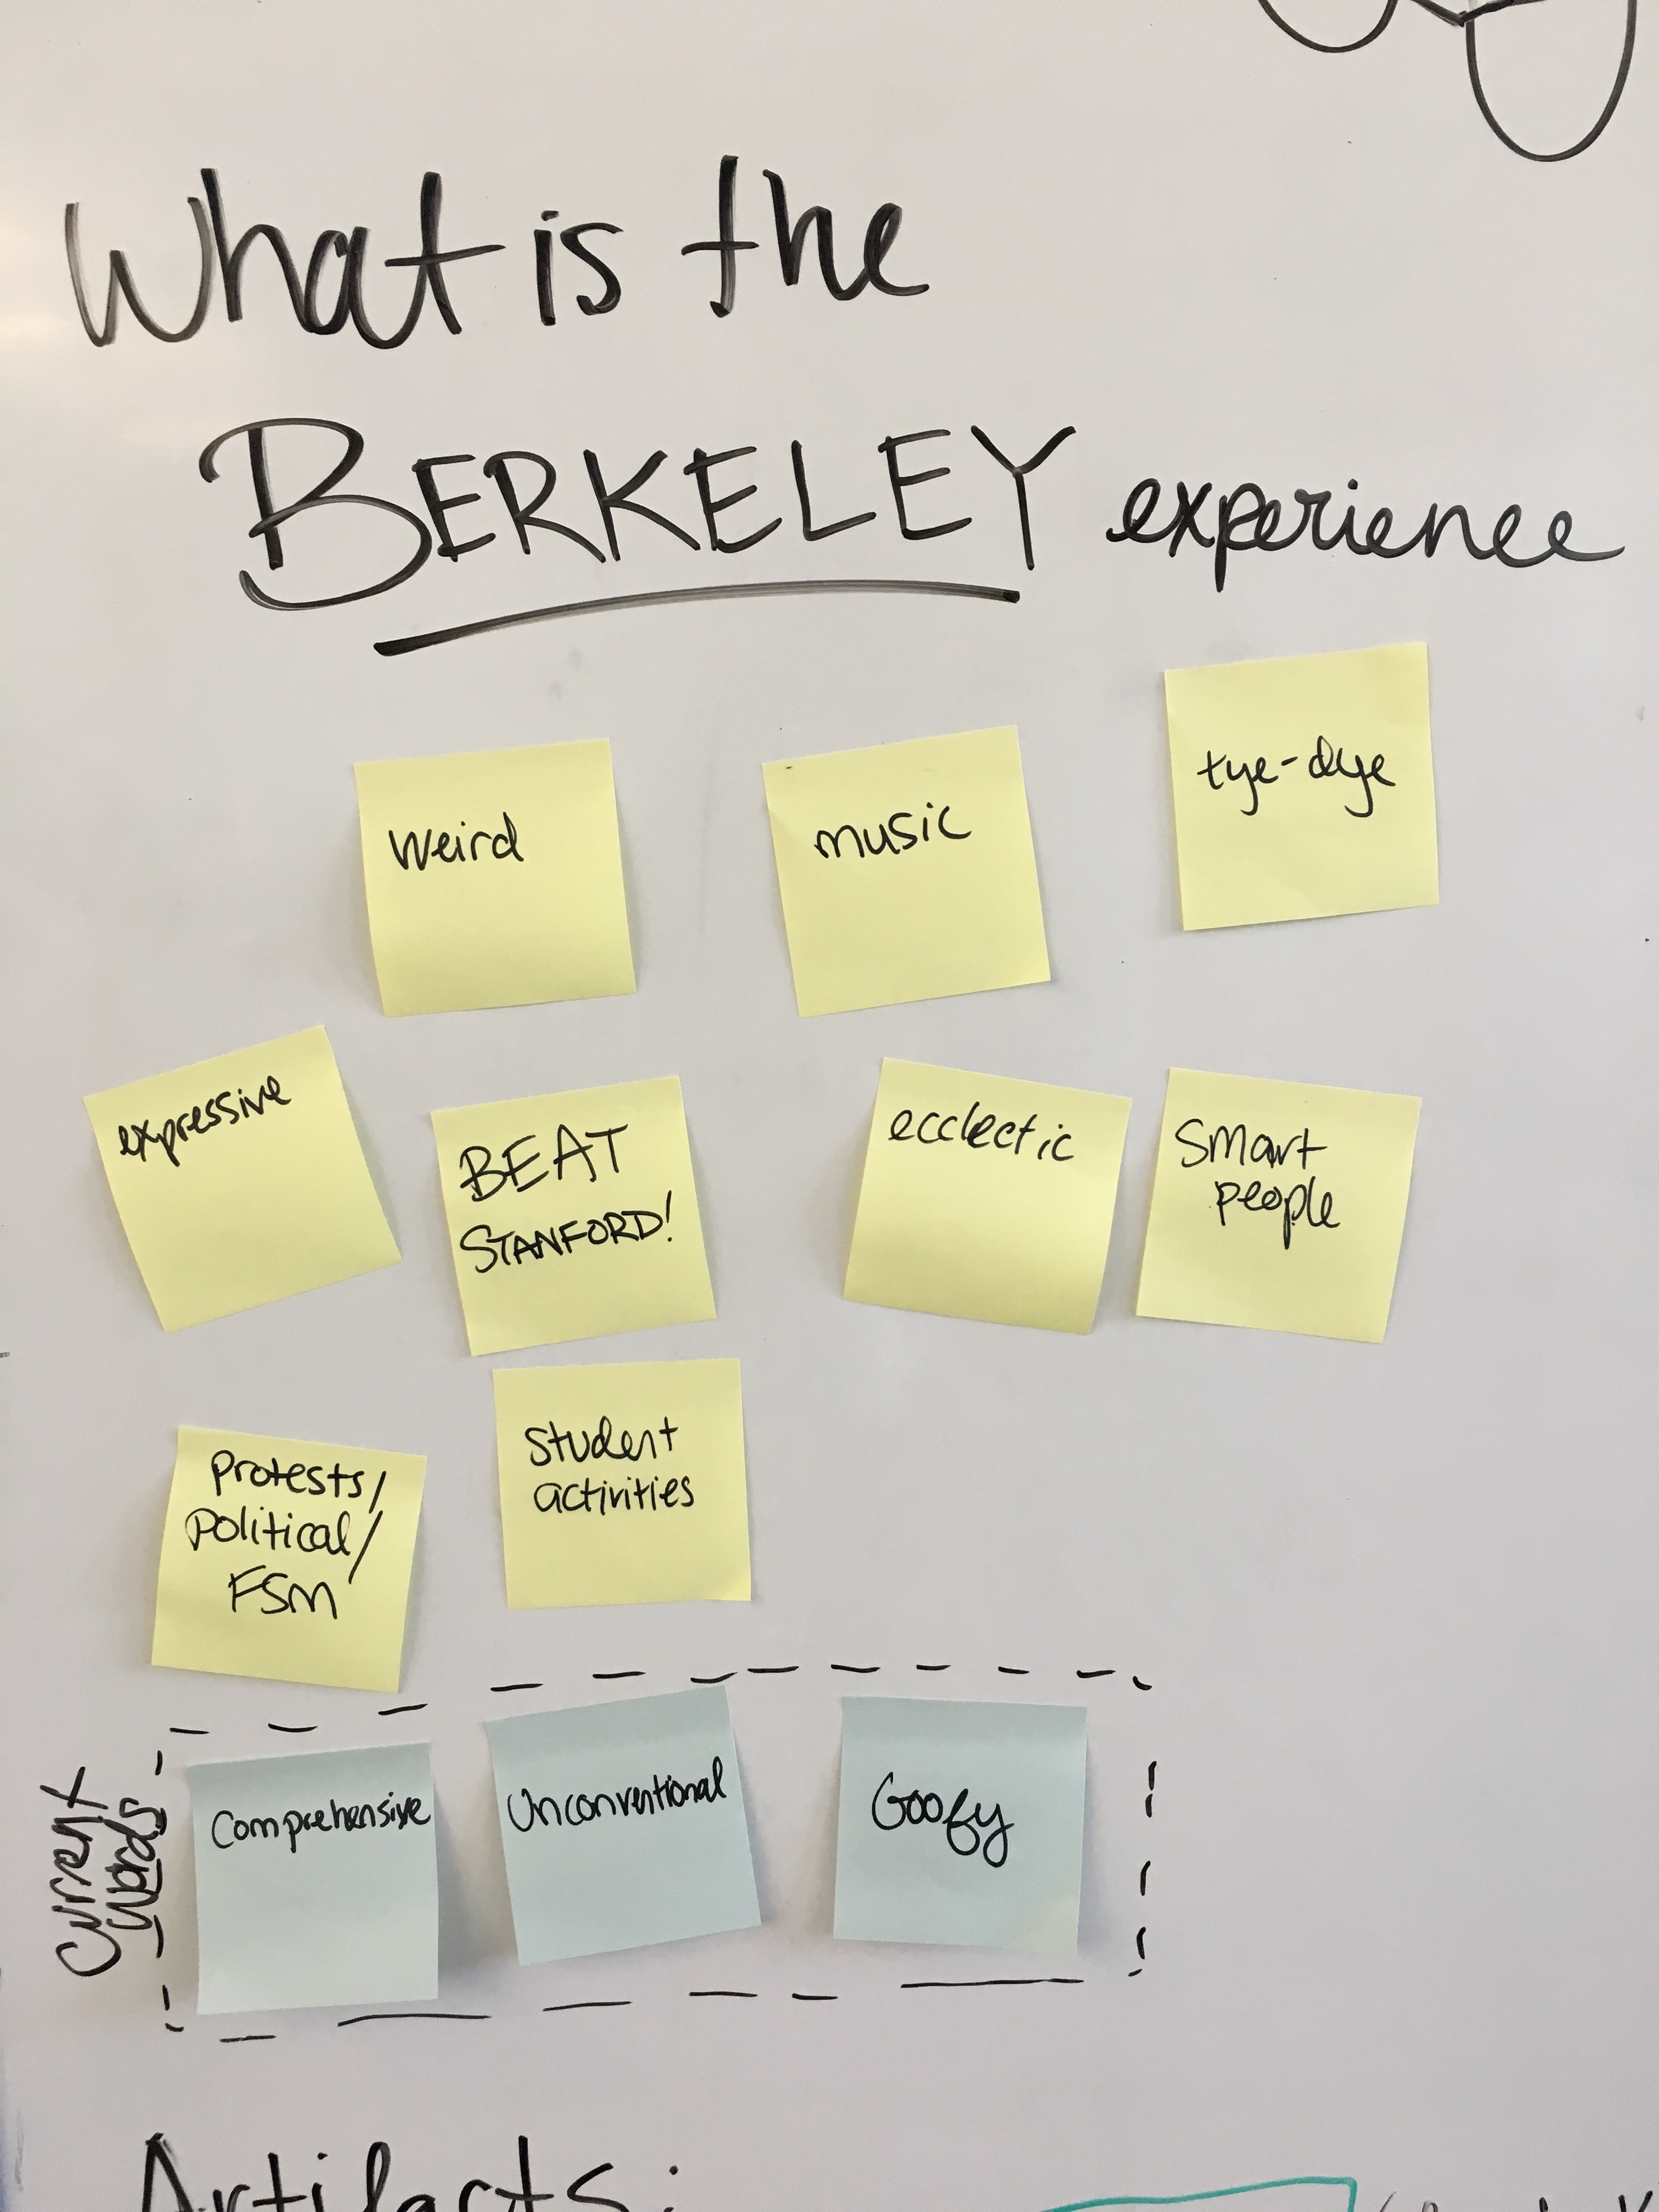 What is the
BERKELEY experience
weird
music
tye-dye
expressive
BEAT
STANFORD!
ecclectic
smart
people
Protests/
Political/
FSM
student
activities
Current
Words
Comprehensive
Unconventional
Goofy
Artifacts: